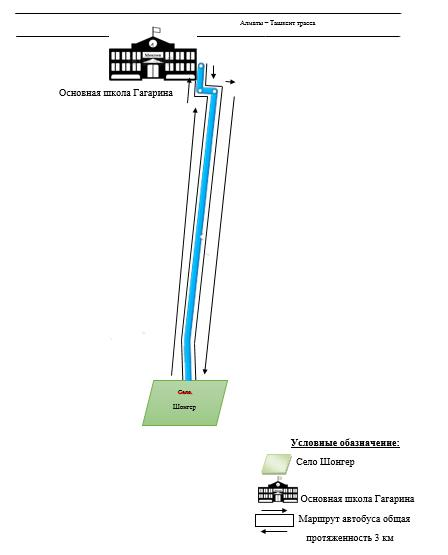 Алматы – Ташкент трасса
Основная школа Гагарина
Село.
Шонгер
Условные обазначение:
Село Шонгер
Основная школа Гагарина
Маршрут автобуса общая
протяженность 3 км